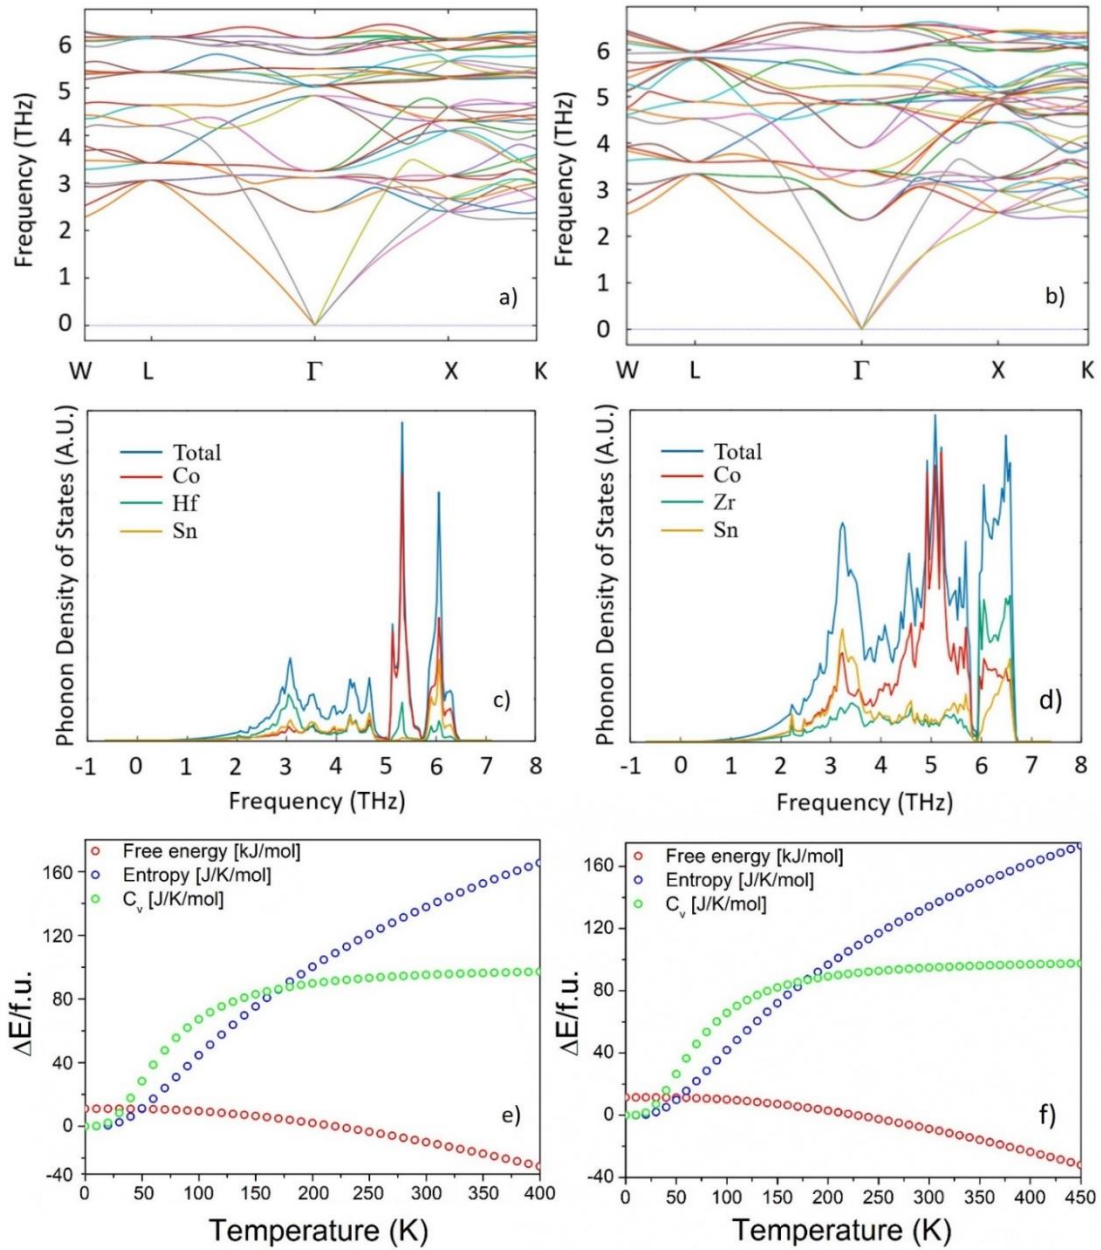 6
5
4
3
2
1
0
Frequency (THz)
a)
W L Γ X K
6
5
4
3
2
1
0
Frequency (THz)
b)
W L Γ X K
Phonon Density of States (A.U.)
Total
Co
Hf
Sn
c)
-1 0 1 2 3 4 5 6 7 8
Frequency (THz)
Phonon Density of States (A.U.)
Total
Co
Zr
Sn
d)
-1 0 1 2 3 4 5 6 7 8
Frequency (THz)
ΔE/f.u.
160
120
80
40
0
-40
Free energy [kJ/mol]
Entropy [J/K/mol]
Cv [J/K/mol]
e)
0 50 100 150 200 250 300 350 400
Temperature (K)
160
120
80
40
0
-40
Free energy [kJ/mol]
Entropy [J/K/mol]
Cv [J/K/mol]
ΔE/f.u.
f)
0 50 100 150 200 250 300 350 400 450
Temperature (K)